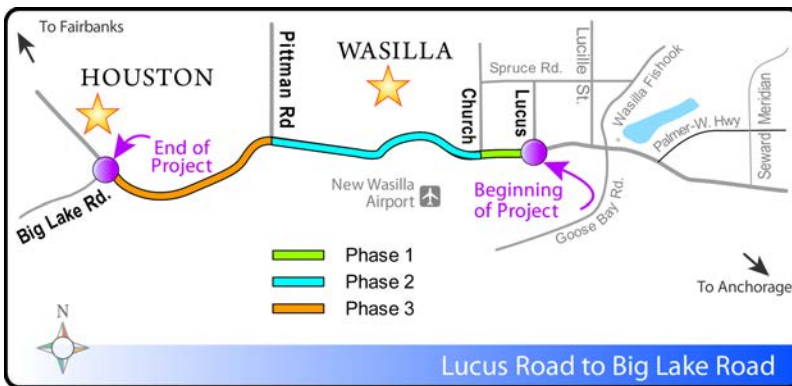 To Fairbanks
HOUSTON
Pittman Rd
WASILLA
Spruce Rd.
Church
Lucus
Lucille St.
Wasilla Fishook
Palmer-W. Hwy
Seward Meridian
End of
Project
Big Lake Rd.
New Wasilla
Airport
Beginning
of Project
Goose Bay Rd.
Phase 1
Phase 2
Phase 3
To Anchorage
N
Lucus Road to Big Lake Road